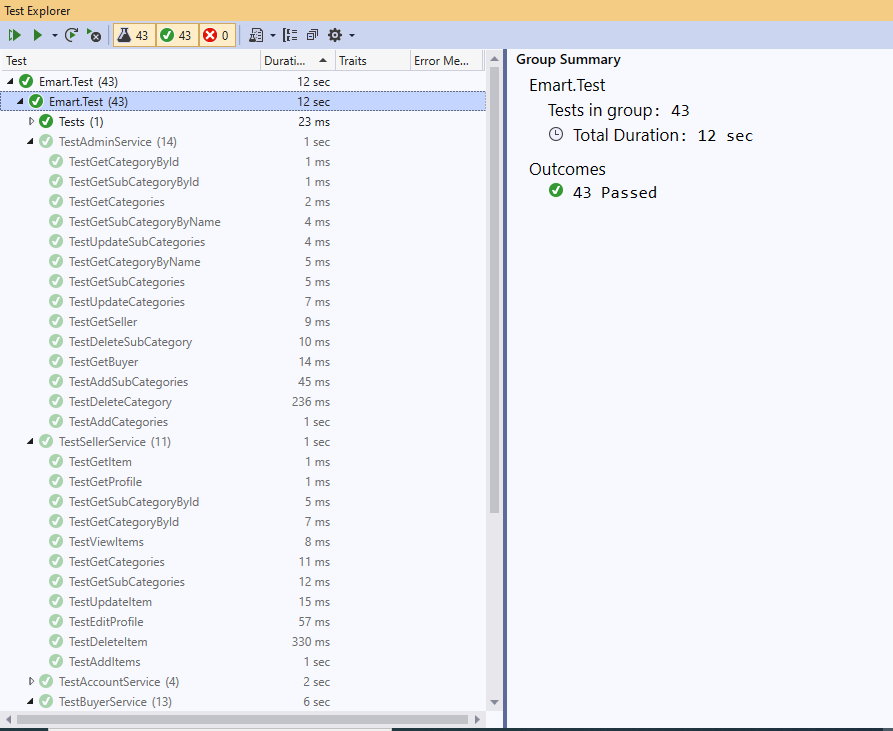 Test Explorer
43 43 0
Test Durati... Traits Error Me...
Emart.Test (43) 12 sec
Emart.Test (43) 12 sec
Tests (1) 23 ms
TestAdminService (14) 1 sec
TestGetCategoryById 1 ms
TestGetSubCategoryById 1 ms
TestGetCategories 2 ms
TestGetSubCategoryByName 4 ms
TestUpdateSubCategories 4 ms
TestGetCategoryByName 5 ms
TestGetSubCategories 5 ms
TestUpdateCategories 7 ms
TestGetSeller 9 ms
TestDeleteSubCategory 10 ms
TestGetBuyer 14 ms
TestAddSubCategories 45 ms
TestDeleteCategory 236 ms
TestAddCategories 1 sec
TestSellerService (11) 1 sec
TestGetItem 1 ms
TestGetProfile 1 ms
TestGetSubCategoryById 5 ms
TestGetCategoryById 7 ms
TestViewItems 8 ms
TestGetCategories 11 ms
TestGetSubCategories 12 ms
TestUpdateItem 15 ms
TestEditProfile 57 ms
TestDeleteItem 330 ms
TestAddItems 1 sec
TestAccountService (4) 2 sec
TestBuyerService (13) 6 sec
Group Summary
Emart.Test
Tests in group: 43
Total Duration: 12 sec
Outcomes
43 Passed